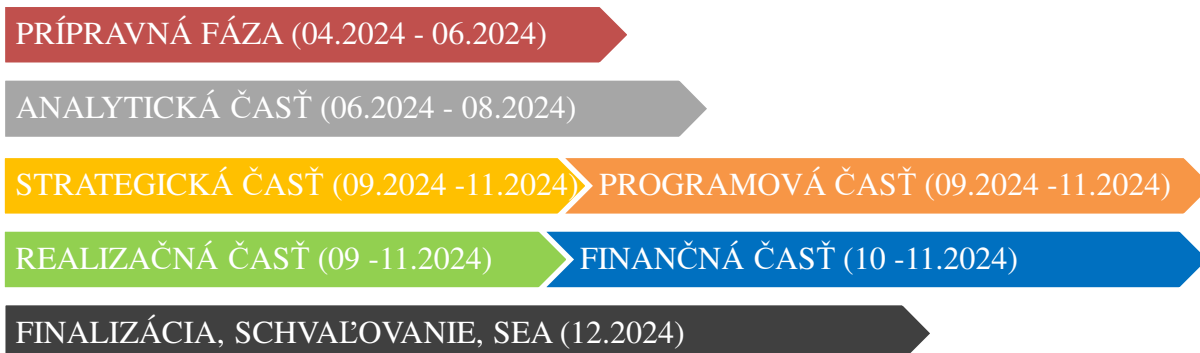 PRÍPRAVNÁ FÁZA (04.2024 - 06.2024)
ANALYTICKÁ ČASŤ (06.2024 - 08.2024)
STRATEGICKÁ ČASŤ (09.2024 -11.2024)
PROGRAMOVÁ ČASŤ (09.2024 -11.2024)
REALIZAČNÁ ČASŤ (09 -11.2024)
FINANČNÁ ČASŤ (10 -11.2024)
FINALIZÁCIA, SCHVAĽOVANIE, SEA (12.2024)